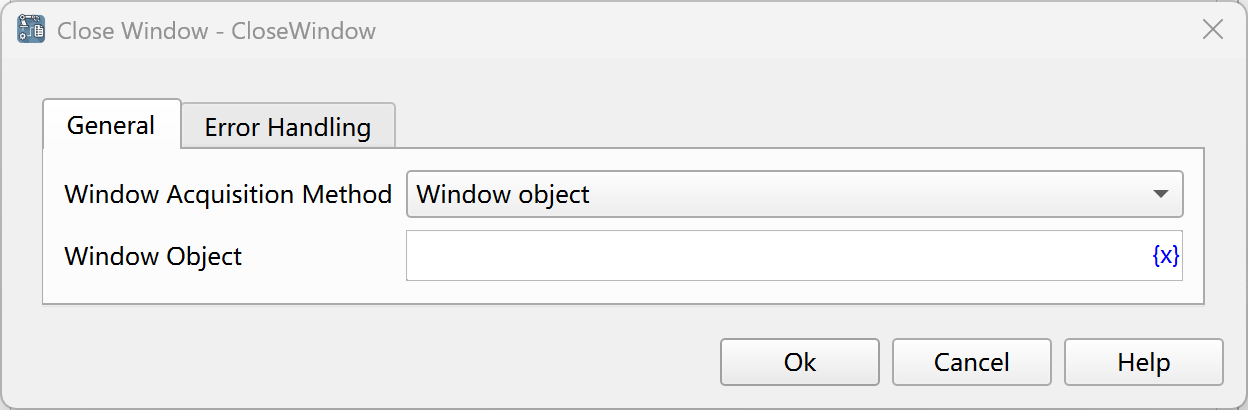 Close Window - CloseWindow
General
Error Handling
Window Acquisition Method
Window object
Window Object
{x}
Ok
Cancel
Help